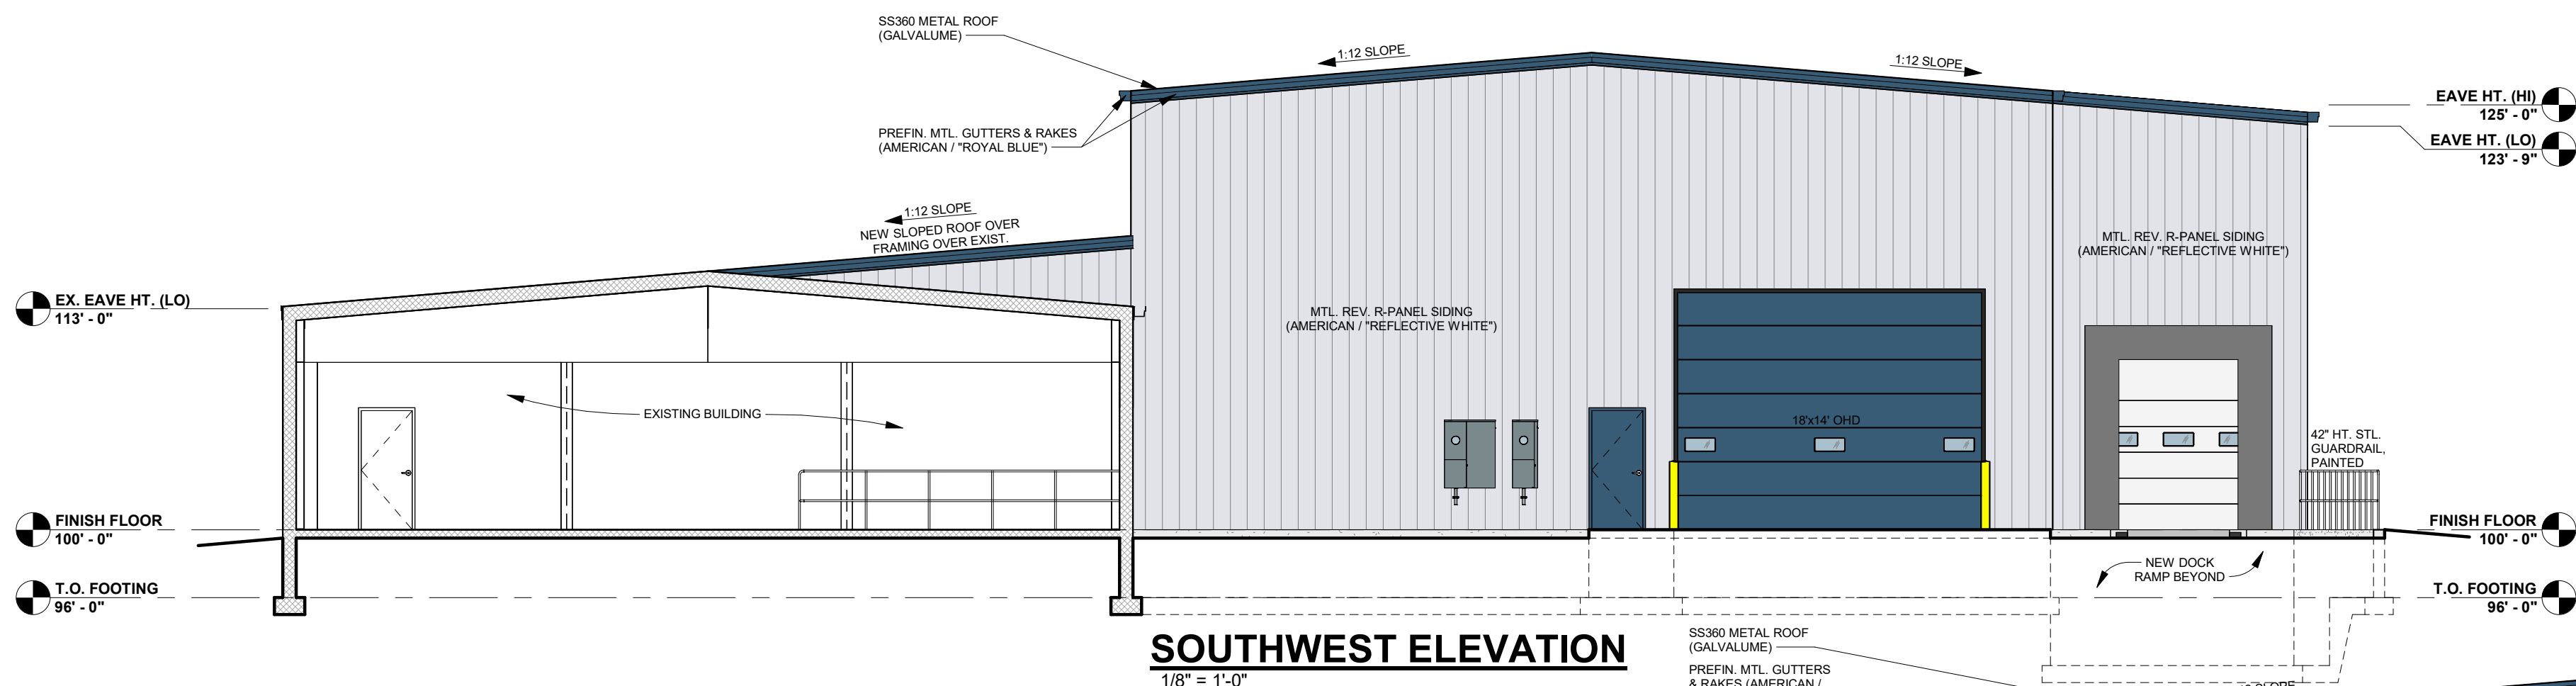 SS360 METAL ROOF
(GALVALUME)
1:12 SLOPE
1:12 SLOPE
EAVE HT. (HI)
125' - 0"
PREFIN. MTL. GUTTERS & RAKES
(AMERICAN / "ROYAL BLUE")
EAVE HT. (LO)
123' - 9"
1:12 SLOPE
NEW SLOPED ROOF OVER
FRAMING OVER EXIST.
MTL. REV. R-PANEL SIDING
(AMERICAN / "REFLECTIVE WHITE")
EX. EAVE HT. (LO)
113' - 0"
MTL. REV. R-PANEL SIDING
(AMERICAN / "REFLECTIVE WHITE")
EXISTING BUILDING
18'x14' OHD
42" HT. STL.
GUARDRAIL,
PAINTED
FINISH FLOOR
100' - 0"
FINISH FLOOR
100' - 0"
NEW DOCK
RAMP BEYOND
T.O. FOOTING
96' - 0"
T.O. FOOTING
96' - 0"
SOUTHWEST ELEVATION
1/8" = 1'-0"
SS360 METAL ROOF
(GALVALUME)
PREFIN. MTL. GUTTERS
& RAKES (AMERICAN /
SLOPE